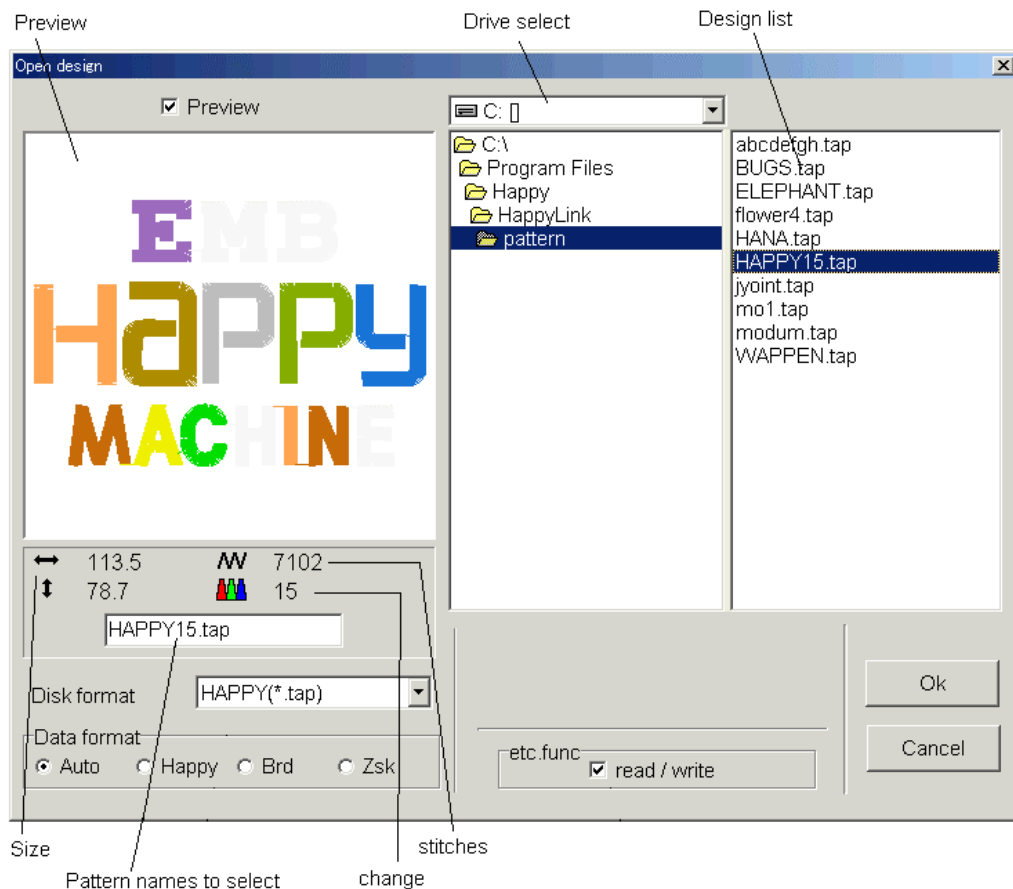 Preview
Drive select
Design list
Open design
Preview
C: []
EMB
Happy
MACHINE
C:\
Program Files
Happy
HappyLink
pattern
abcdefgh.tap
BUGS.tap
ELEPHANT.tap
flower4.tap
HANA.tap
HAPPY15.tap
jyoint.tap
mo1.tap
modum.tap
WAPPEN.tap
113.5
7102
78.7
15
HAPPY15.tap
Disk format
HAPPY(*.tap)
Data format
Auto
Happy
Brd
Zsk
etc.func
read / write
Ok
Cancel
Size
stitches
Pattern names to select
change